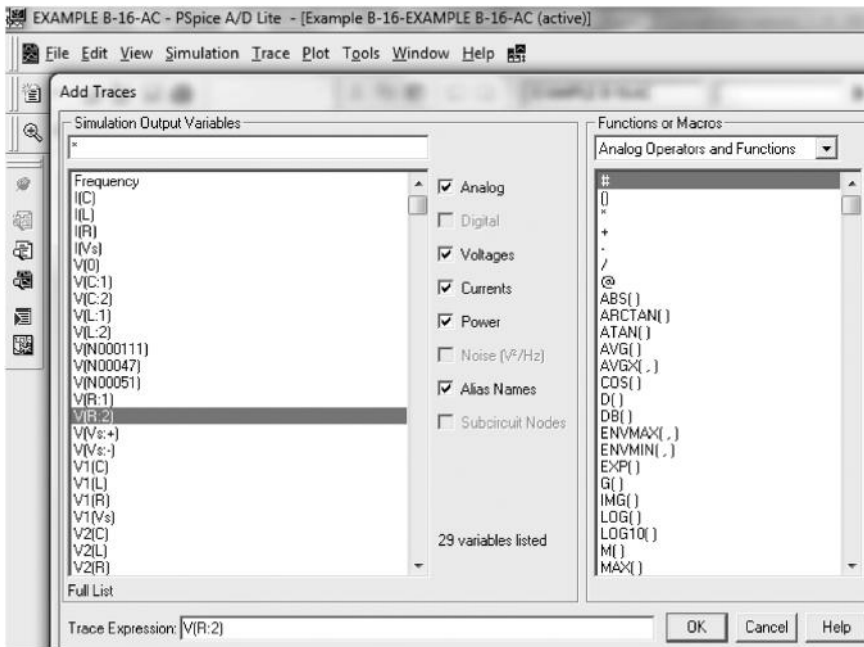 EXAMPLE B-16-AC - PSpice A/D Lite - [Example B-16-EXAMPLE B-16-AC (active)]
File Edit View Simulation Trace Plot Tools Window Help
Add Traces
Simulation Output Variables
*
Frequency
I(C)
I(L)
I(R)
I(Vs)
V(0)
V(C:1)
V(C:2)
V(L:1)
V(L:2)
V(N000111)
V(N00047)
V(N00051)
V(R:1)
V(R:2)
V(Vs:+)
V(Vs:-)
V1(C)
V1(L)
V1(R)
V1(Vs)
V2(C)
V2(L)
V2(R)
Full List
Analog
Digital
Voltages
Currents
Power
Noise (V²/Hz)
Alias Names
Subcircuit Nodes
29 variables listed
Functions or Macros
Analog Operators and Functions
#
()
*
+
-
/
@
ABS( )
ARCTAN( )
ATAN( )
AVG( )
AVGX( , )
COS( )
D( )
DB( )
ENVMAX( , )
ENVMIN( , )
EXP( )
G( )
IMG( )
LOG( )
LOG10( )
M( )
MAX( )
Trace Expression: V(R:2)
OK Cancel Help